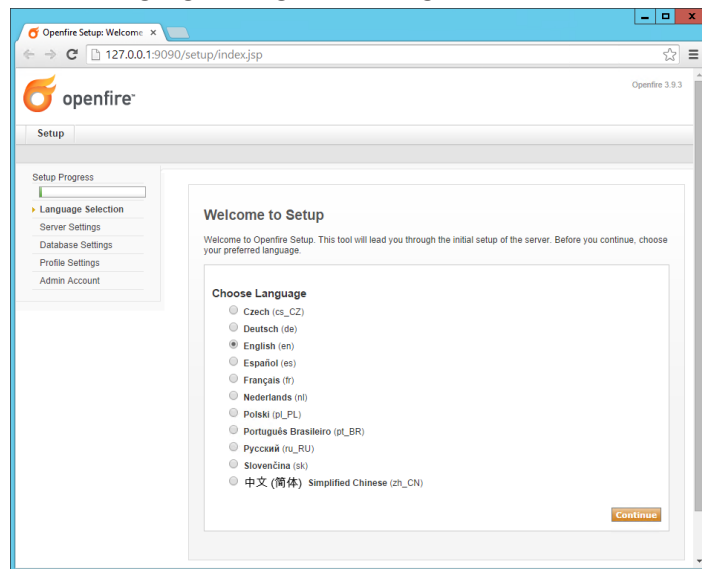 Openfire Setup: Welcome
127.0.0.1:9090/setup/index.jsp
openfire™
Openfire 3.9.3
Setup
Setup Progress
Language Selection
Server Settings
Database Settings
Profile Settings
Admin Account
Welcome to Setup
Welcome to Openfire Setup. This tool will lead you through the initial setup of the server. Before you continue, choose
your preferred language.
Choose Language
Czech (cs_CZ)
Deutsch (de)
English (en)
Español (es)
Français (fr)
Nederlands (nl)
Polski (pl_PL)
Português Brasileiro (pt_BR)
Русский (ru_RU)
Slovenčina (sk)
中文 (简体) Simplified Chinese (zh_CN)
Continue